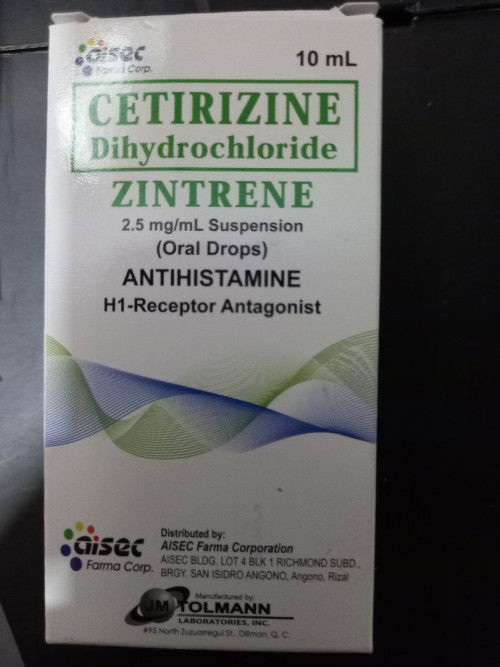 aisec
Farma Corp.
10 mL
CETIRIZINE
Dihydrochloride
ZINTRENE
2.5 mg/mL Suspension
(Oral Drops)
ANTIHISTAMINE
H1-Receptor Antagonist
aisec
Farma Corp.
Distributed by:
AISEC Farma Corporation
AISEC BLDG. LOT 4 BLK 1 RICHMOND SUBD.,
BRGY. SAN ISIDRO ANGONO, Angono, Rizal
Manufactured by:
JM TOLMANN
LABORATORIES, INC.
#95 North Zuzuarregui St., Diliman, Q. C.